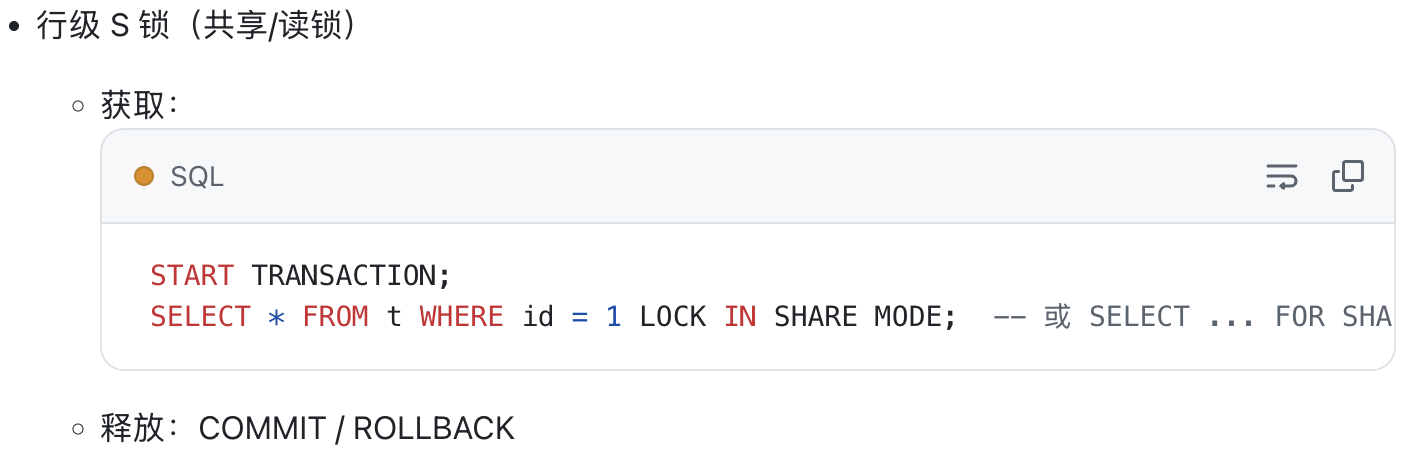 行级 S 锁（共享/读锁）
获取：
SQL
START TRANSACTION;
SELECT * FROM t WHERE id = 1 LOCK IN SHARE MODE;  -- 或 SELECT ... FOR SHA
释放：COMMIT / ROLLBACK